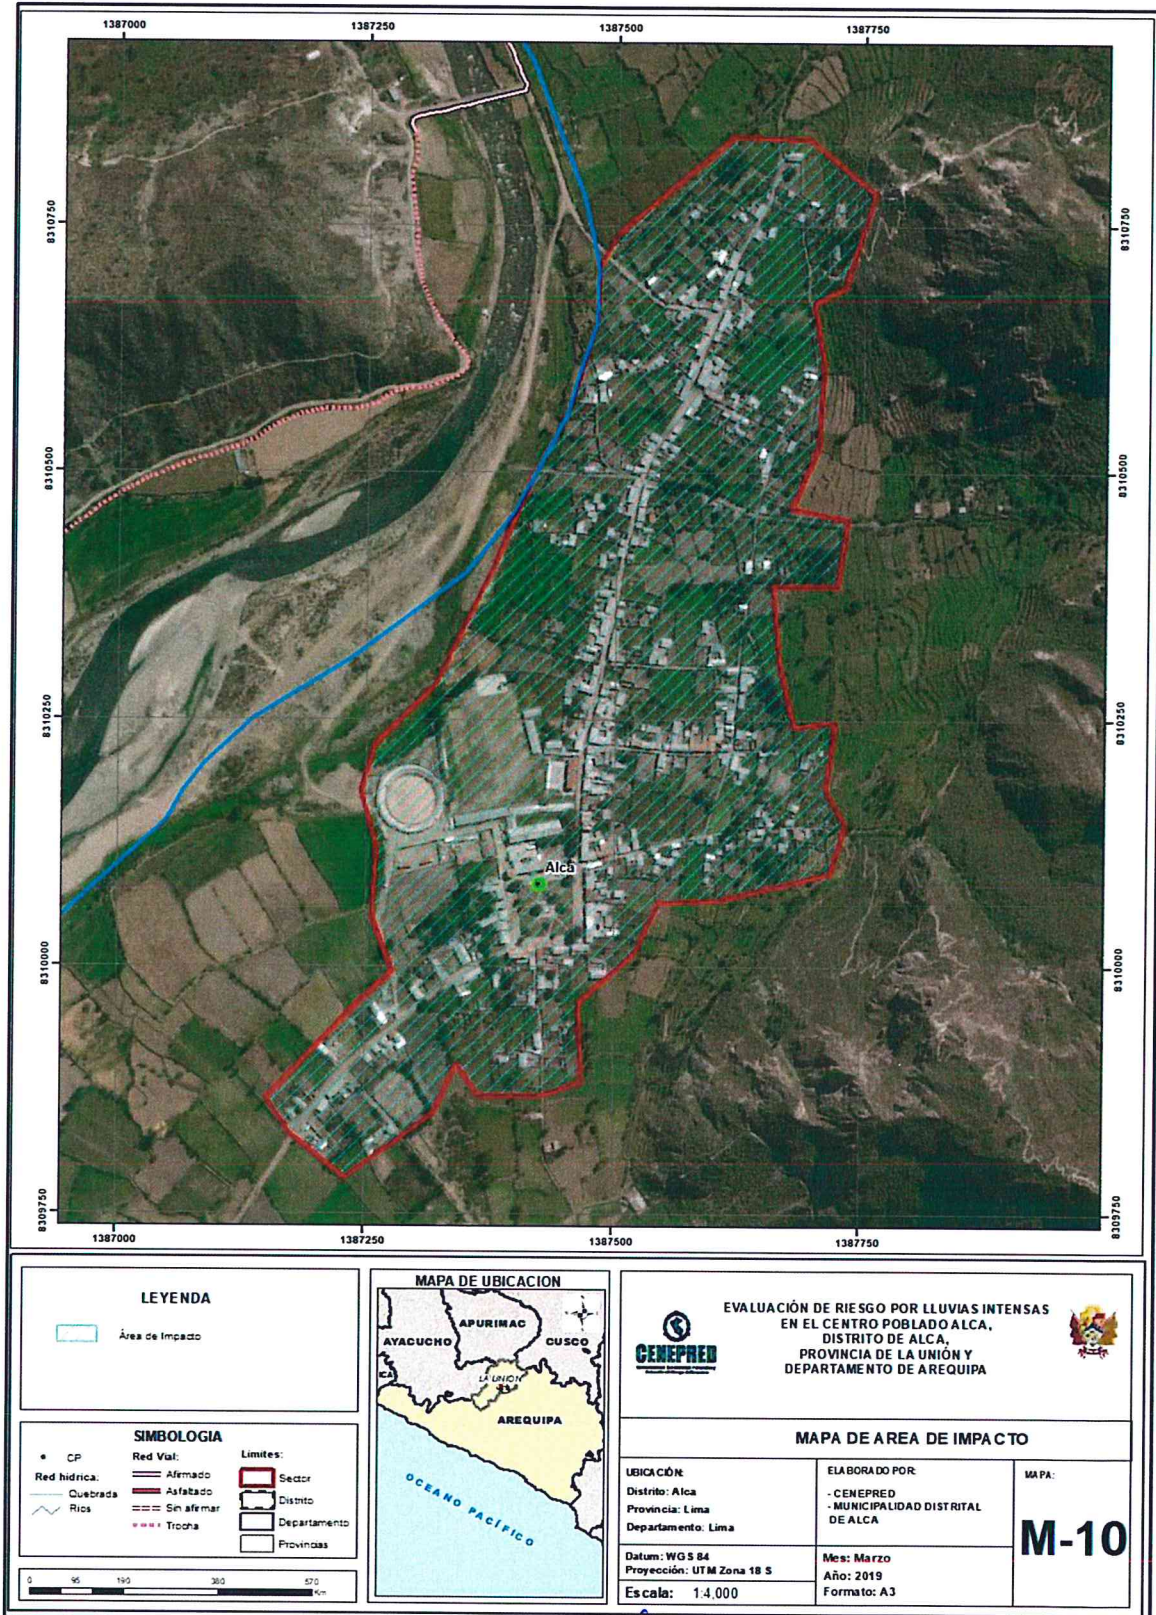 1387000
1387250
1387500
1387750
8310750
8310500
8310250
8310000
8309750
8310750
8310500
8310250
8310000
8309750
Alca
1387000
1387250
1387500
1387750
LEYENDA
Área de Impacto
SIMBOLOGIA
CP
Red hidrica:
Quebrada
Rios
Red Vial:
Afirmado
Asfaltado
Sin afirmar
Trocha
Limites:
Sector
Distrito
Departamento
Provincias
0 95 190 380 570
Km
MAPA DE UBICACION
APURIMAC
AYACUCHO
CUSCO
ICA
LA UNION
AREQUIPA
OCEANO PACÍFICO
CENEPRED
EVALUACIÓN DE RIESGO POR LLUVIAS INTENSAS
EN EL CENTRO POBLADO ALCA,
DISTRITO DE ALCA,
PROVINCIA DE LA UNIÓN Y
DEPARTAMENTO DE AREQUIPA
MAPA DE AREA DE IMPACTO
UBICACIÓN:
Distrito: Alca
Provincia: Lima
Departamento: Lima
ELABORADO POR:
- CENEPRED
- MUNICIPALIDAD DISTRITAL
DE ALCA
MAPA:
M-10
Datum: WGS 84
Proyección: UTM Zona 18 S
Escala: 1:4,000
Mes: Marzo
Año: 2019
Formato: A3